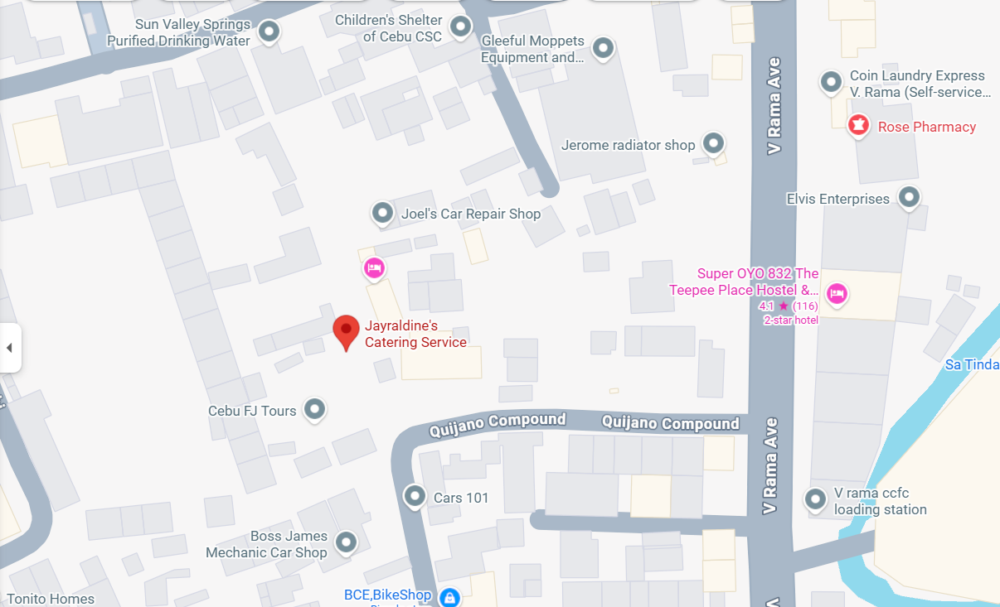 Sun Valley Springs
Purified Drinking Water
Children's Shelter
of Cebu CSC
Gleeful Moppets
Equipment and...
V Rama Ave
Coin Laundry Express
V. Rama (Self-service...
Rose Pharmacy
Jerome radiator shop
Elvis Enterprises
Joel's Car Repair Shop
Super OYO 832 The
Teepee Place Hostel &...
4.1 ★ (116)
2-star hotel
Jayraldine's
Catering Service
Sa Tinda
Cebu FJ Tours
Quijano Compound
Quijano Compound
V Rama Ave
Cars 101
V rama ccfc
loading station
Boss James
Mechanic Car Shop
BCE,BikeShop
Tonito Homes